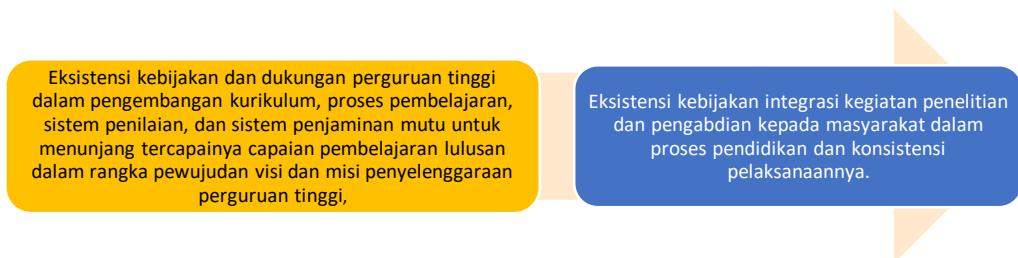 Eksistensi kebijakan dan dukungan perguruan tinggi
dalam pengembangan kurikulum, proses pembelajaran,
sistem penilaian, dan sistem penjaminan mutu untuk
menunjang tercapainya capaian pembelajaran lulusan
dalam rangka pewujudan visi dan misi penyelenggaraan
perguruan tinggi,
Eksistensi kebijakan integrasi kegiatan penelitian
dan pengabdian kepada masyarakat dalam
proses pendidikan dan konsistensi
pelaksanaannya.